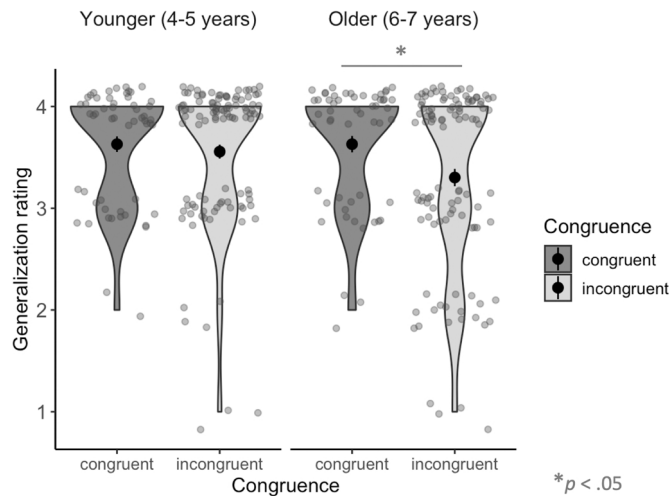 Younger (4-5 years)
Older (6-7 years)
*
Generalization rating
4
3
2
1
congruent
incongruent
congruent
incongruent
Congruence
Congruence
congruent
incongruent
*p < .05